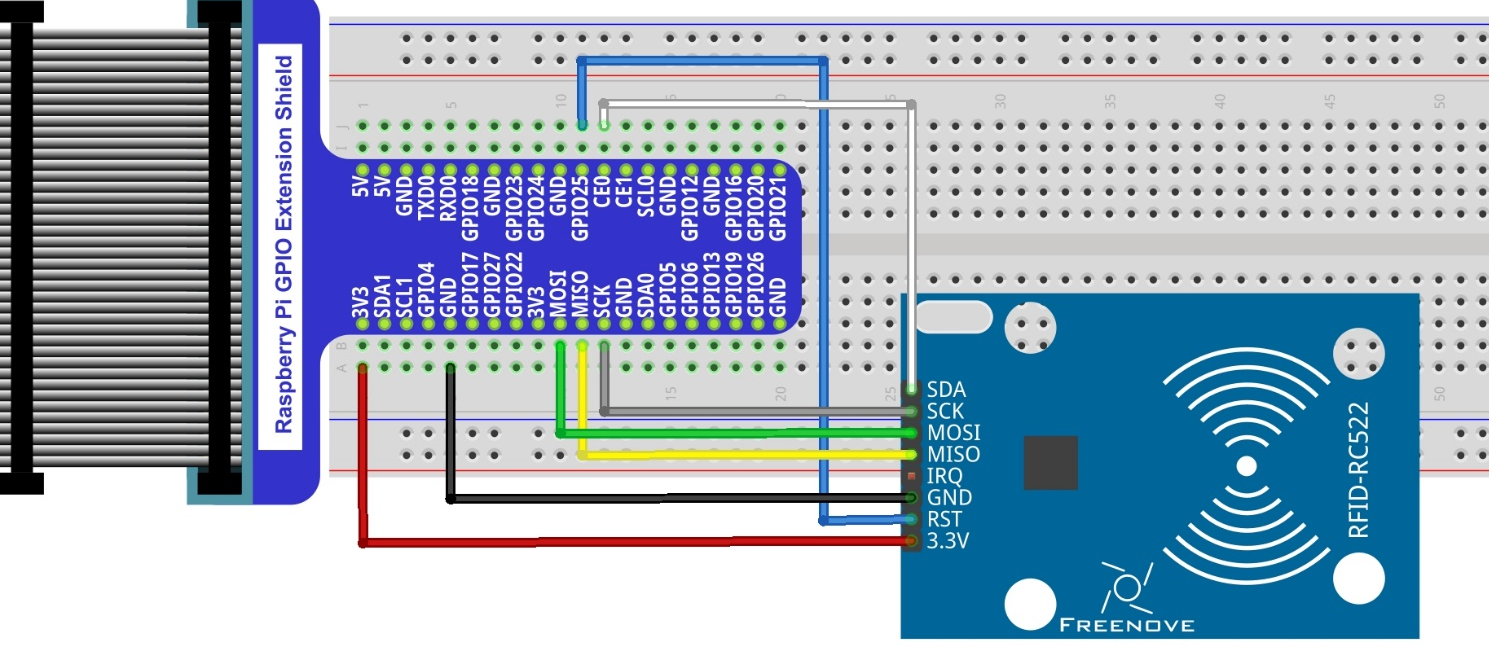 Raspberry Pi GPIO Extension Shield
1 5 10 15 20 25 30 35 40 45 50
J
I
5V 5V GND TXD0 RXD0 GPIO18 GND GPIO23 GPIO24 GND GPIO25 CE0 CE1 SCL0 GND GPIO12 GND GPIO16 GPIO20 GPIO21
3V3 SDA1 SCL1 GPIO4 GND GPIO17 GPIO27 GPIO22 3V3 MOSI MISO SCK GND SDA0 GPIO5 GPIO6 GPIO13 GPIO19 GPIO26 GND
B
A
15 20 25 50
SDA
SCK
MOSI
MISO
IRQ
GND
RST
3.3V
RFID-RC522
FREENOVE